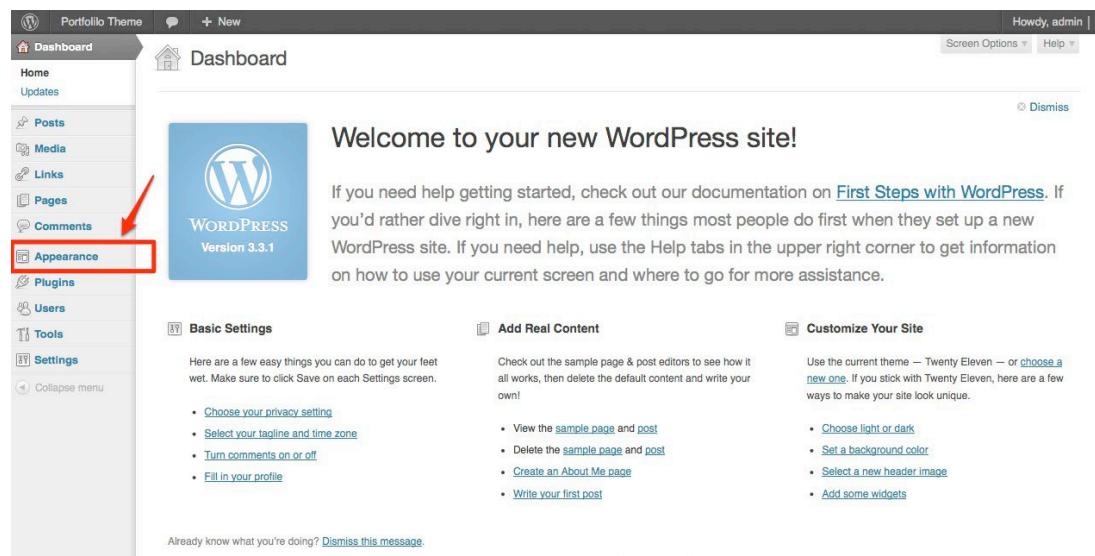 Portfolilo Theme + New Howdy, admin
Dashboard
Home
Updates
Posts
Media
Links
Pages
Comments
Appearance
Plugins
Users
Tools
Settings
Collapse menu
Screen Options Help
Dashboard
Dismiss
WORDPRESS
Version 3.3.1
Welcome to your new WordPress site!
If you need help getting started, check out our documentation on First Steps with WordPress. If
you'd rather dive right in, here are a few things most people do first when they set up a new
WordPress site. If you need help, use the Help tabs in the upper right corner to get information
on how to use your current screen and where to go for more assistance.
Basic Settings
Here are a few easy things you can do to get your feet
wet. Make sure to click Save on each Settings screen.
• Choose your privacy setting
• Select your tagline and time zone
• Turn comments on or off
• Fill in your profile
Add Real Content
Check out the sample page & post editors to see how it
all works, then delete the default content and write your
own!
• View the sample page and post
• Delete the sample page and post
• Create an About Me page
• Write your first post
Customize Your Site
Use the current theme — Twenty Eleven — or choose a
new one. If you stick with Twenty Eleven, here are a few
ways to make your site look unique.
• Choose light or dark
• Set a background color
• Select a new header image
• Add some widgets
Already know what you're doing? Dismiss this message.